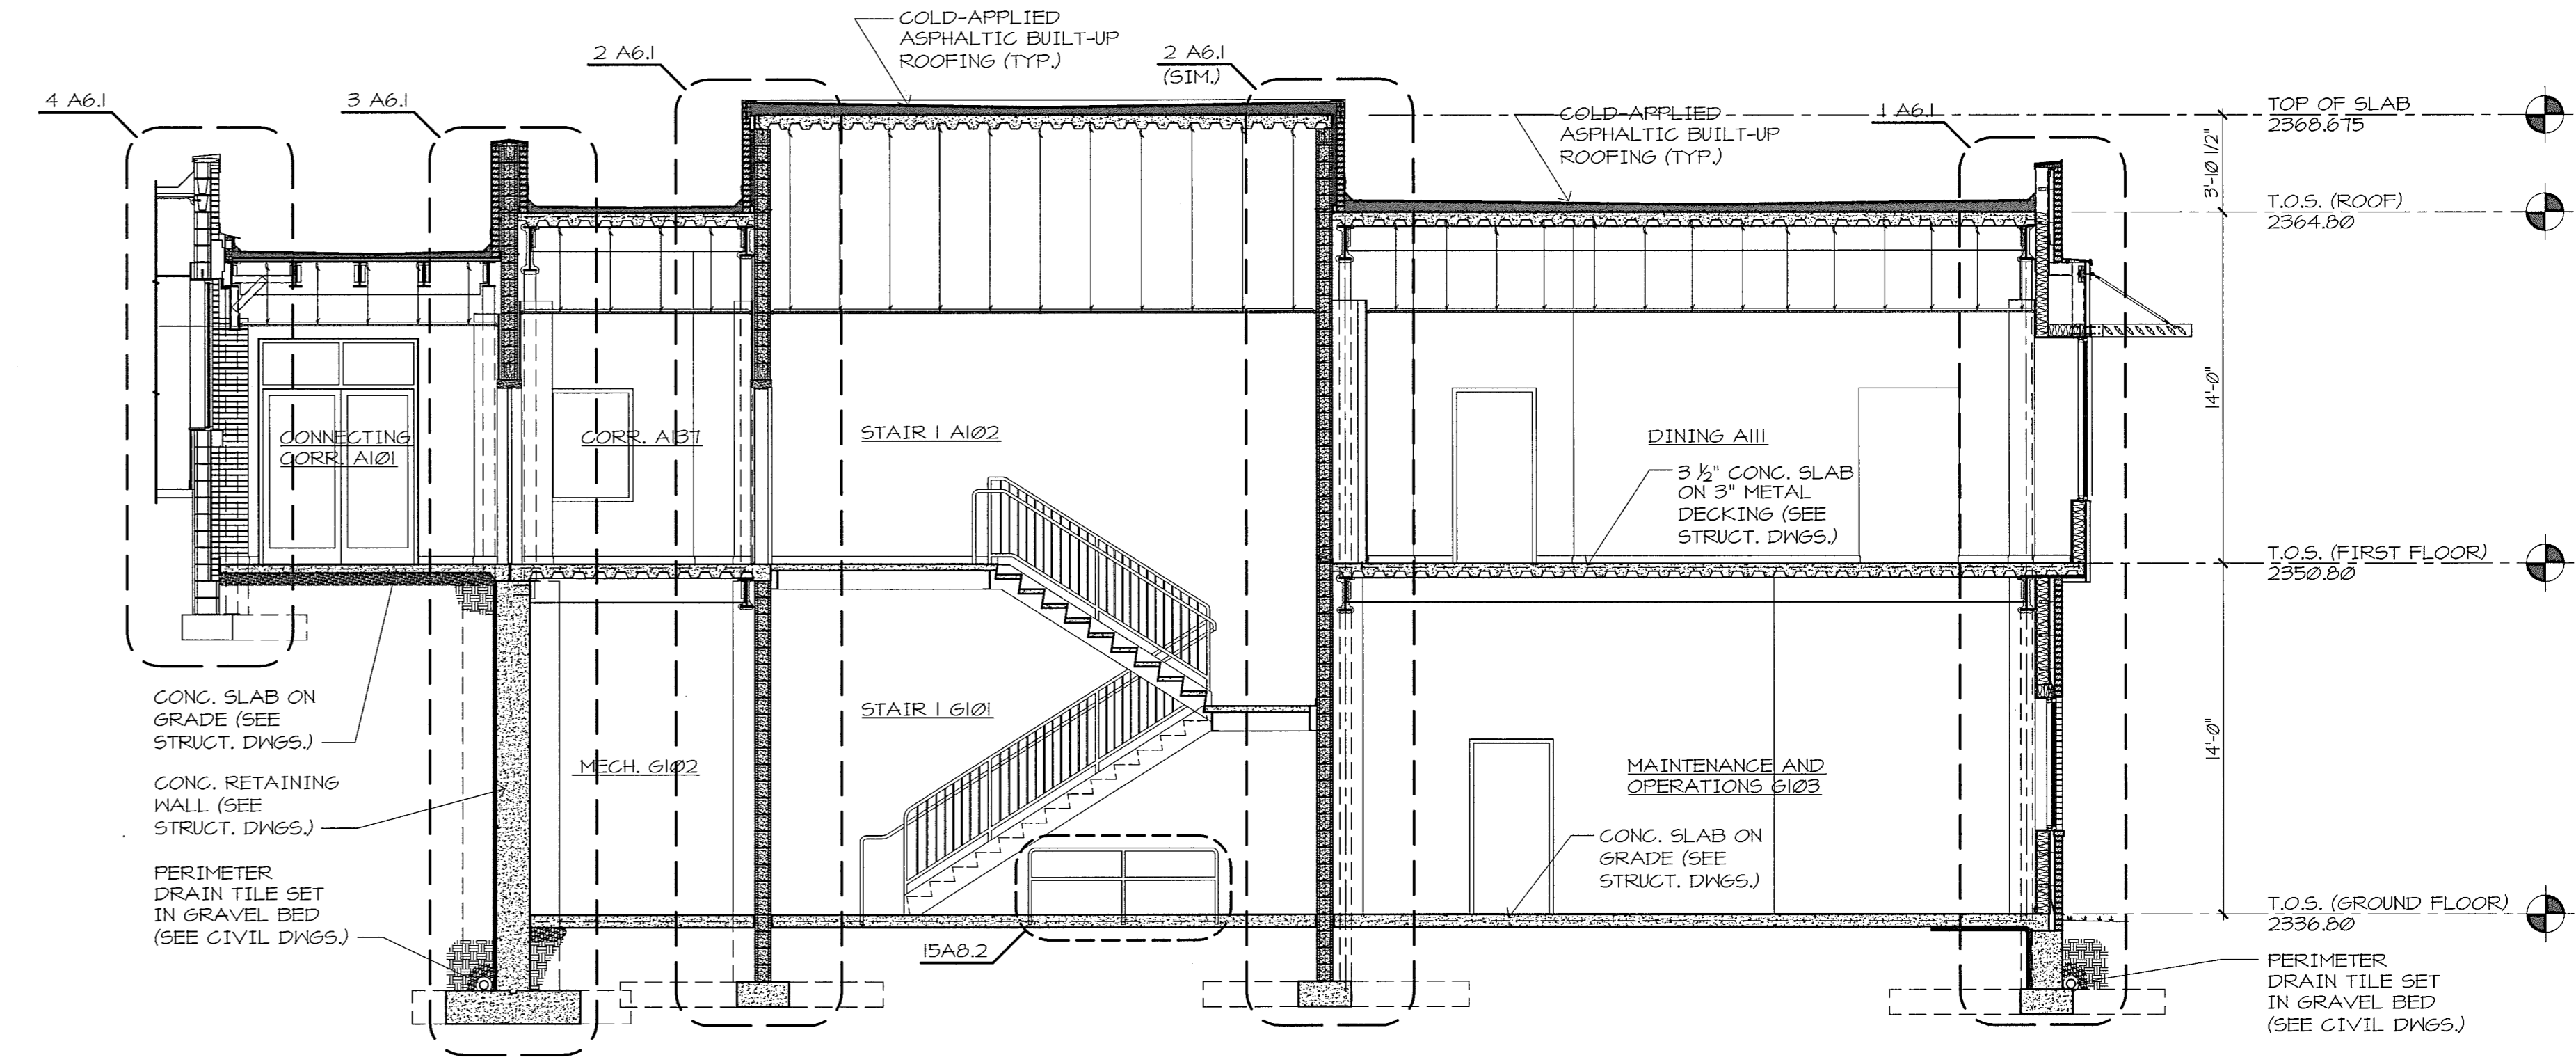 COLD-APPLIED
ASPHALTIC BUILT-UP
ROOFING (TYP.)
2 A6.1
2 A6.1
(SIM.)
4 A6.1
3 A6.1
COLD-APPLIED
ASPHALTIC BUILT-UP
ROOFING (TYP.)
1 A6.1
TOP OF SLAB
2368.675
3'-10 1/2"
T.O.S. (ROOF)
2364.80
14'-0"
CONNECTING
CORR. A101
CORR. A137
STAIR 1 A102
DINING A111
3 1/2" CONC. SLAB
ON 3" METAL
DECKING (SEE
STRUCT. DWGS.)
T.O.S. (FIRST FLOOR)
2350.80
14'-0"
CONC. SLAB ON
GRADE (SEE
STRUCT. DWGS.)
STAIR 1 G101
MECH. G102
MAINTENANCE AND
OPERATIONS G103
CONC. RETAINING
WALL (SEE
STRUCT. DWGS.)
CONC. SLAB ON
GRADE (SEE
STRUCT. DWGS.)
PERIMETER
DRAIN TILE SET
IN GRAVEL BED
(SEE CIVIL DWGS.)
15A8.2
T.O.S. (GROUND FLOOR)
2336.80
PERIMETER
DRAIN TILE SET
IN GRAVEL BED
(SEE CIVIL DWGS.)